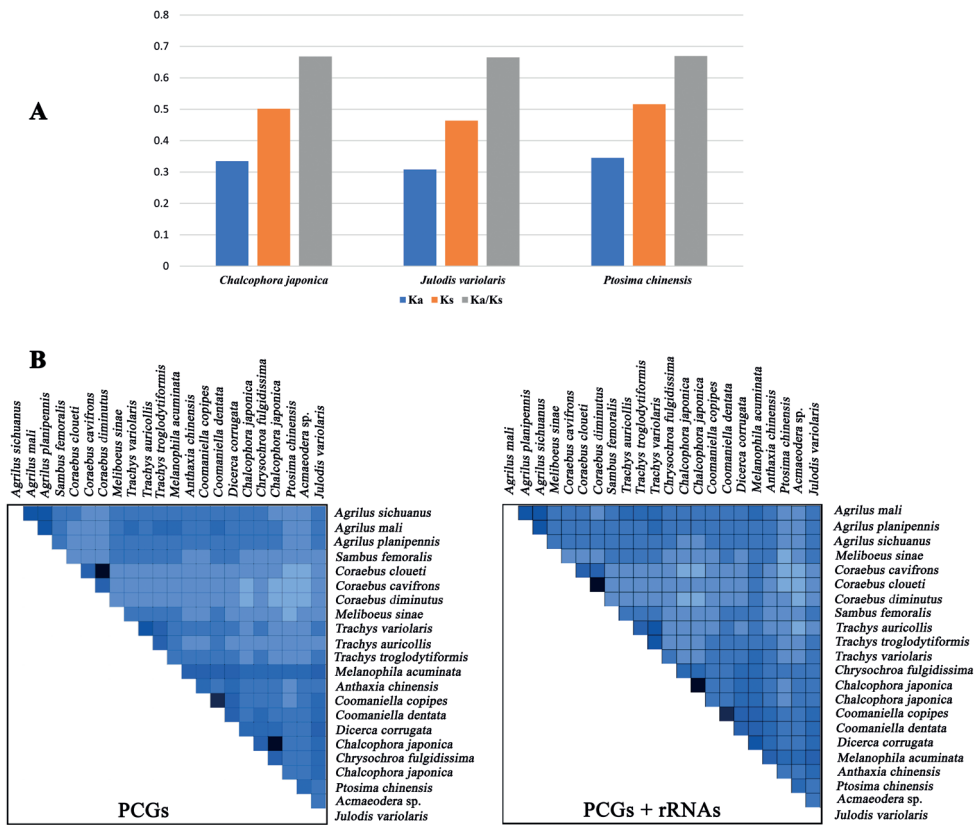 A
0.8
0.7
0.6
0.5
0.4
0.3
0.2
0.1
0
Chalcophora japonica
Julodis variolaris
Ptosima chinensis
Ka
Ks
Ka/Ks
B
Agrilus sichuanus
Agrilus mali
Agrilus planipennis
Sambus femoralis
Coraebus cloueti
Coraebus cavifrons
Coraebus diminutus
Meliboeus sinae
Trachys variolaris
Trachys auricollis
Trachys troglodytiformis
Melanophila acuminata
Anthaxia chinensis
Coomaniella copipes
Coomaniella dentata
Dicerca corrugata
Chalcophora japonica
Chrysochroa fulgidissima
Chalcophora japonica
Ptosima chinensis
Acmaeodera sp.
Julodis variolaris
Agrilus sichuanus
Agrilus mali
Agrilus planipennis
Sambus femoralis
Coraebus cloueti
Coraebus cavifrons
Coraebus diminutus
Meliboeus sinae
Trachys variolaris
Trachys auricollis
Trachys troglodytiformis
Melanophila acuminata
Anthaxia chinensis
Coomaniella copipes
Coomaniella dentata
Dicerca corrugata
Chalcophora japonica
Chrysochroa fulgidissima
Chalcophora japonica
Ptosima chinensis
Acmaeodera sp.
Julodis variolaris
PCGs
Agrilus mali
Agrilus planipennis
Agrilus sichuanus
Meliboeus sinae
Coraebus cavifrons
Coraebus cloueti
Coraebus diminutus
Sambus femoralis
Trachys auricollis
Trachys troglodytiformis
Trachys variolaris
Chrysochroa fulgidissima
Chalcophora japonica
Chalcophora japonica
Coomaniella copipes
Coomaniella dentata
Dicerca corrugata
Melanophila acuminata
Anthaxia chinensis
Ptosima chinensis
Acmaeodera sp.
Julodis variolaris
Agrilus mali
Agrilus planipennis
Agrilus sichuanus
Meliboeus sinae
Coraebus cavifrons
Coraebus cloueti
Coraebus diminutus
Sambus femoralis
Trachys auricollis
Trachys troglodytiformis
Trachys variolaris
Chrysochroa fulgidissima
Chalcophora japonica
Chalcophora japonica
Coomaniella copipes
Coomaniella dentata
Dicerca corrugata
Melanophila acuminata
Anthaxia chinensis
Ptosima chinensis
Acmaeodera sp.
Julodis variolaris
PCGs + rRNAs